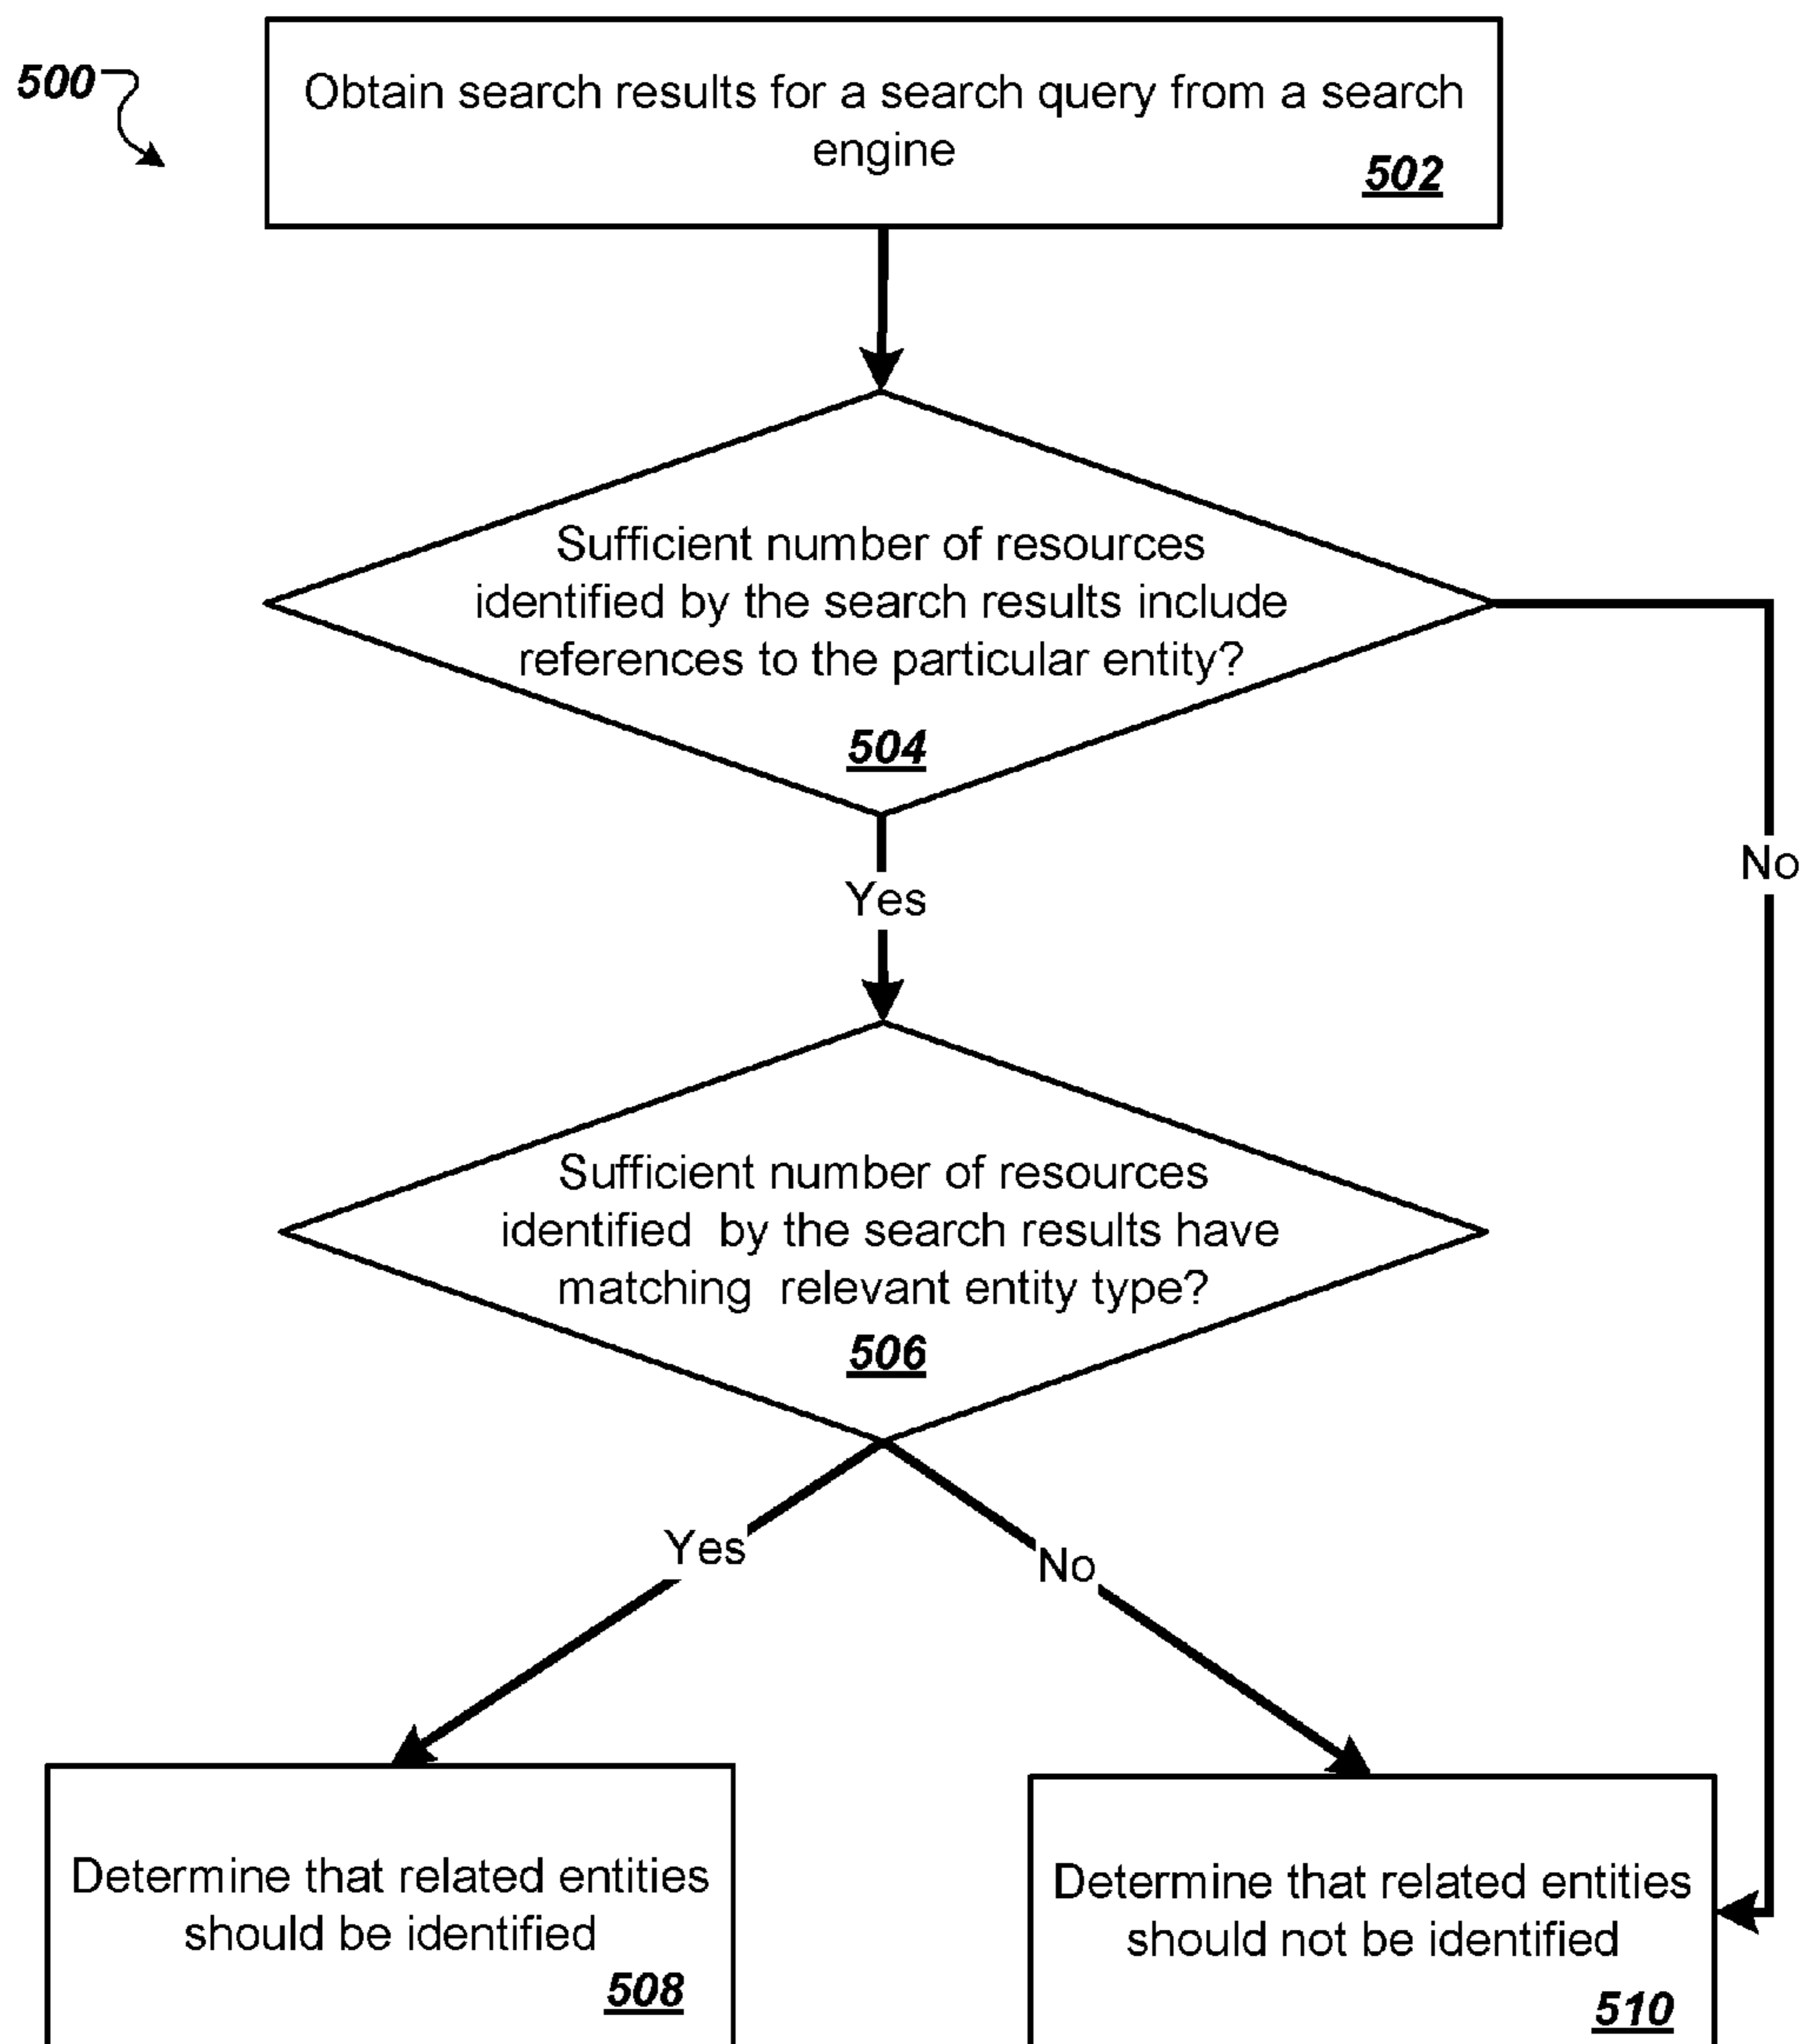 500
Obtain search results for a search query from a search
engine
502
Sufficient number of resources
identified by the search results include
references to the particular entity?
504
No
Yes
Sufficient number of resources
identified by the search results have
matching relevant entity type?
506
Yes
No
Determine that related entities
should be identified
508
Determine that related entities
should not be identified
510